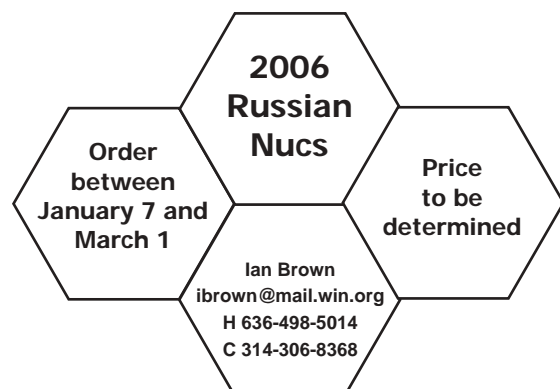 2006
Russian
Nucs
Order
between
January 7 and
March 1
Price
to be
determined
Ian Brown
ibrown@mail.win.org
H 636-498-5014
C 314-306-8368